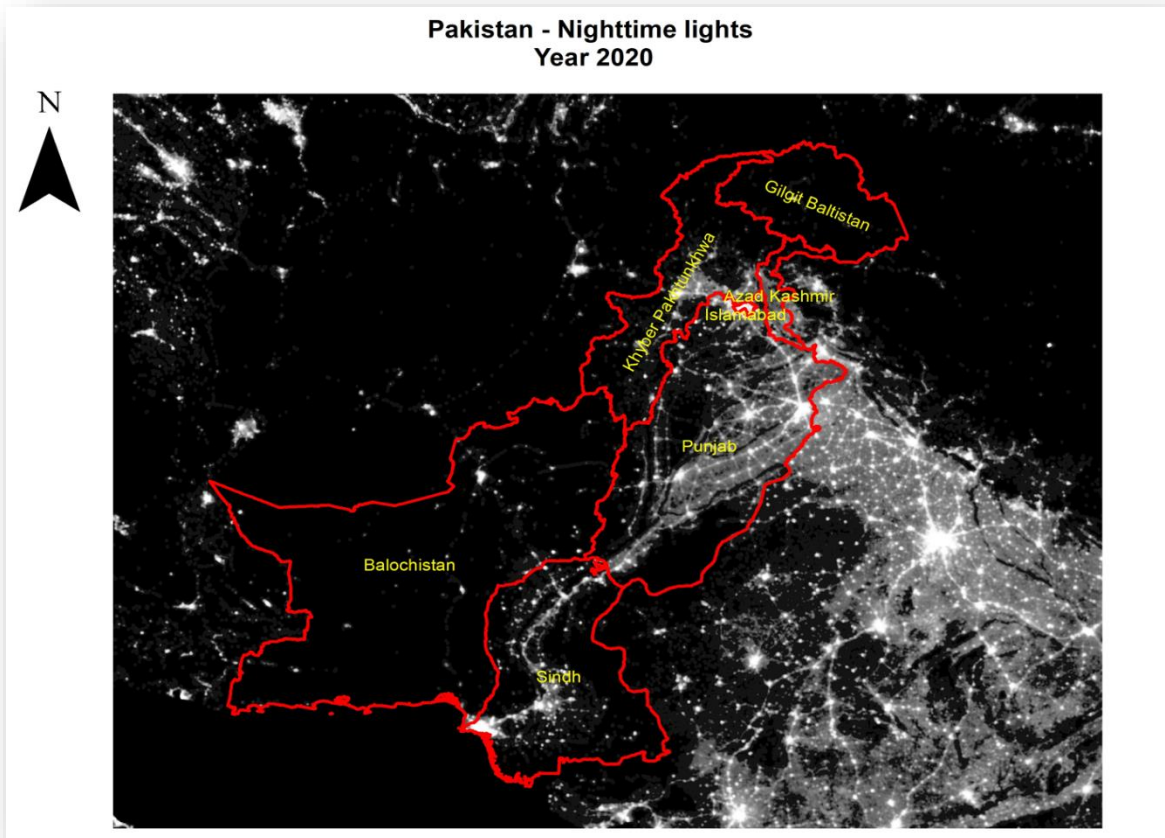 Pakistan - Nighttime lights
Year 2020
N
Gilgit Baltistan
Khyber Pakhtunkhwa
Azad Kashmir
Islamabad
Punjab
Balochistan
Sindh